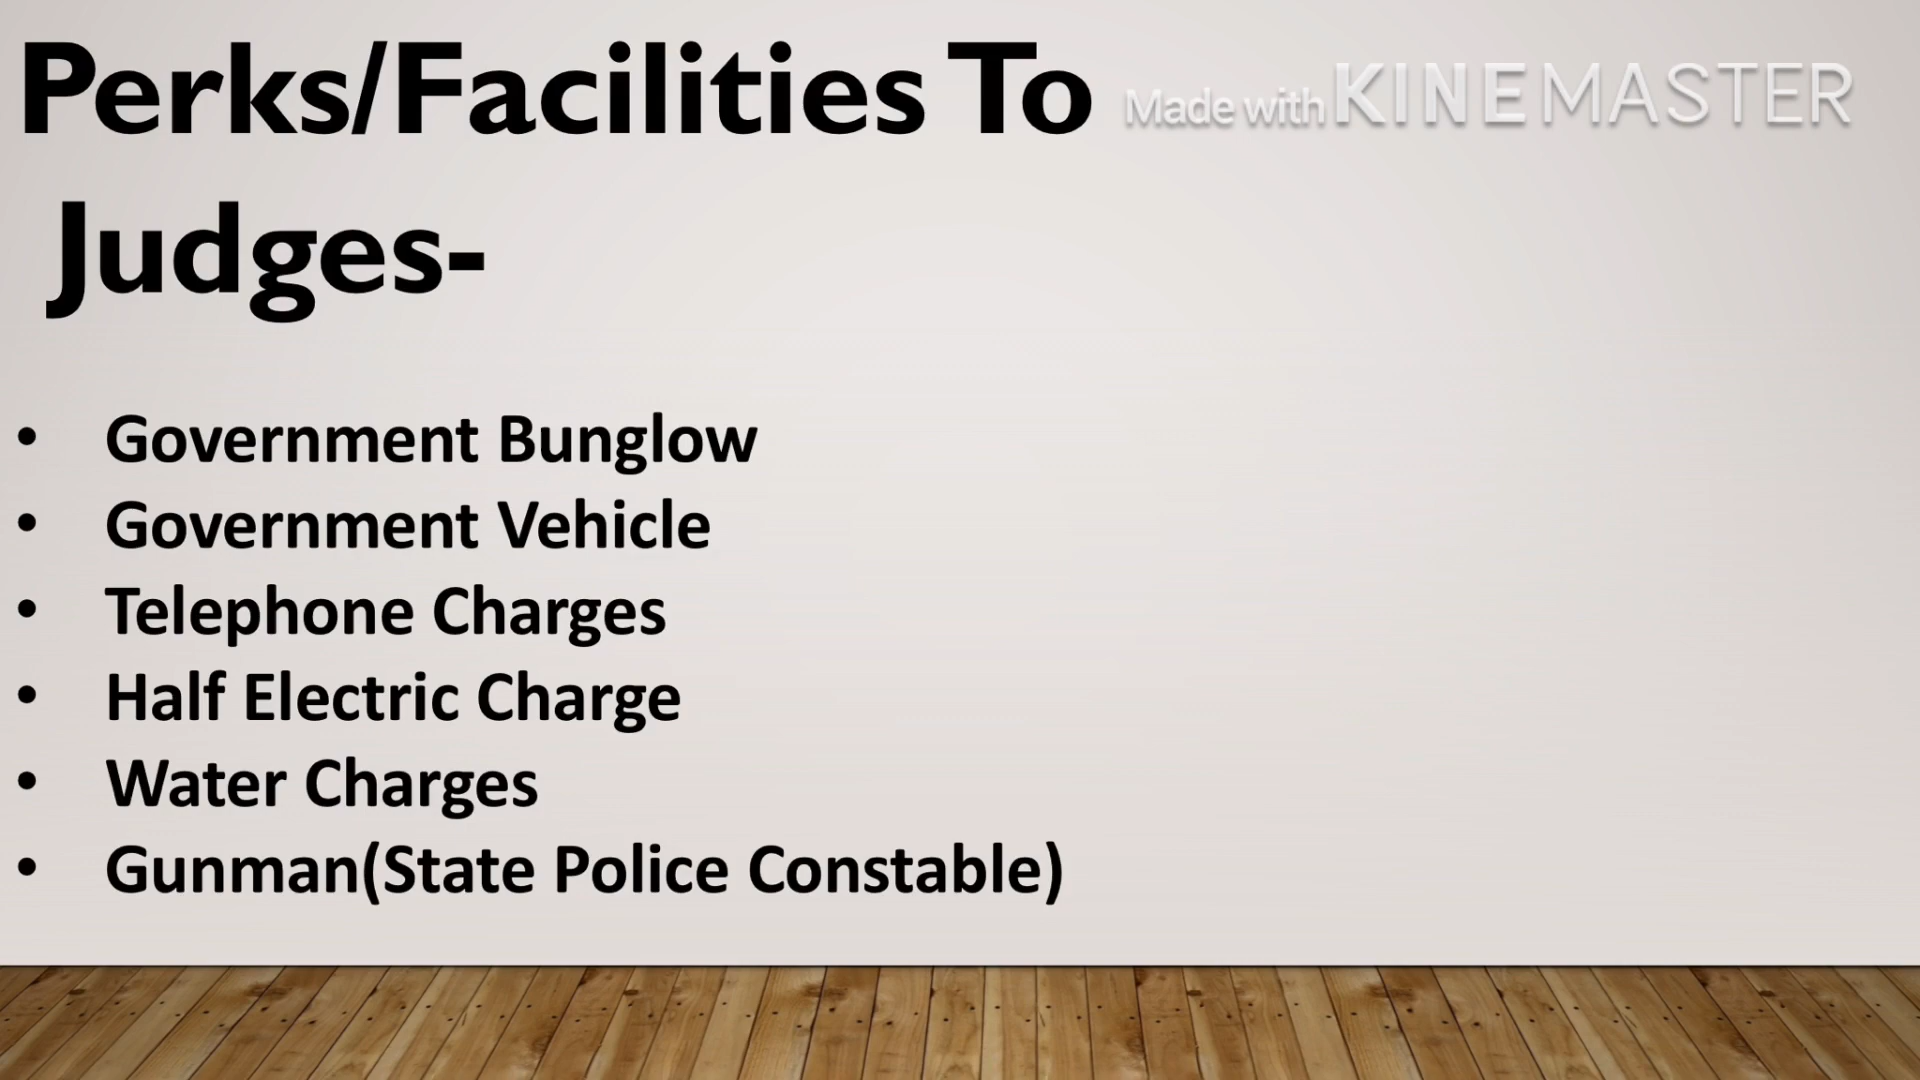 Perks/Facilities To
Made with KINEMASTER
Judges-
• Government Bunglow
• Government Vehicle
• Telephone Charges
• Half Electric Charge
• Water Charges
• Gunman(State Police Constable)